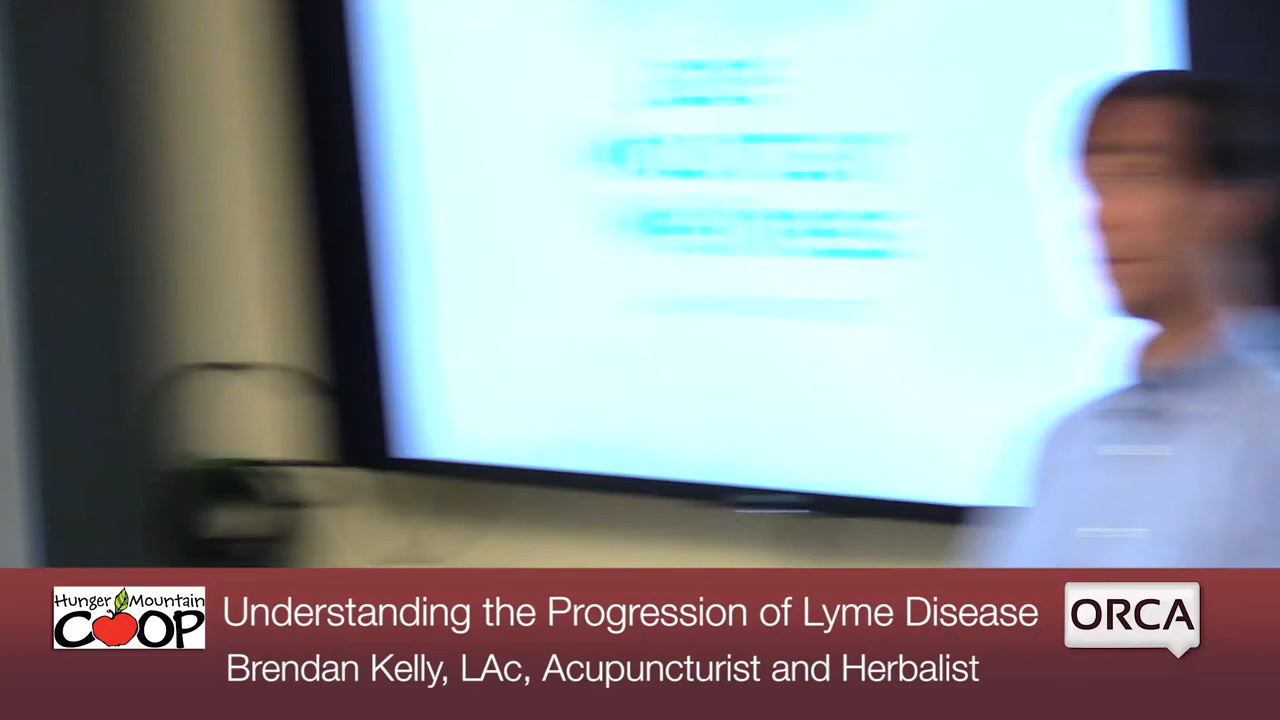 Hunger Mountain
COOP
Understanding the Progression of Lyme Disease
ORCA
Brendan Kelly, LAc, Acupuncturist and Herbalist